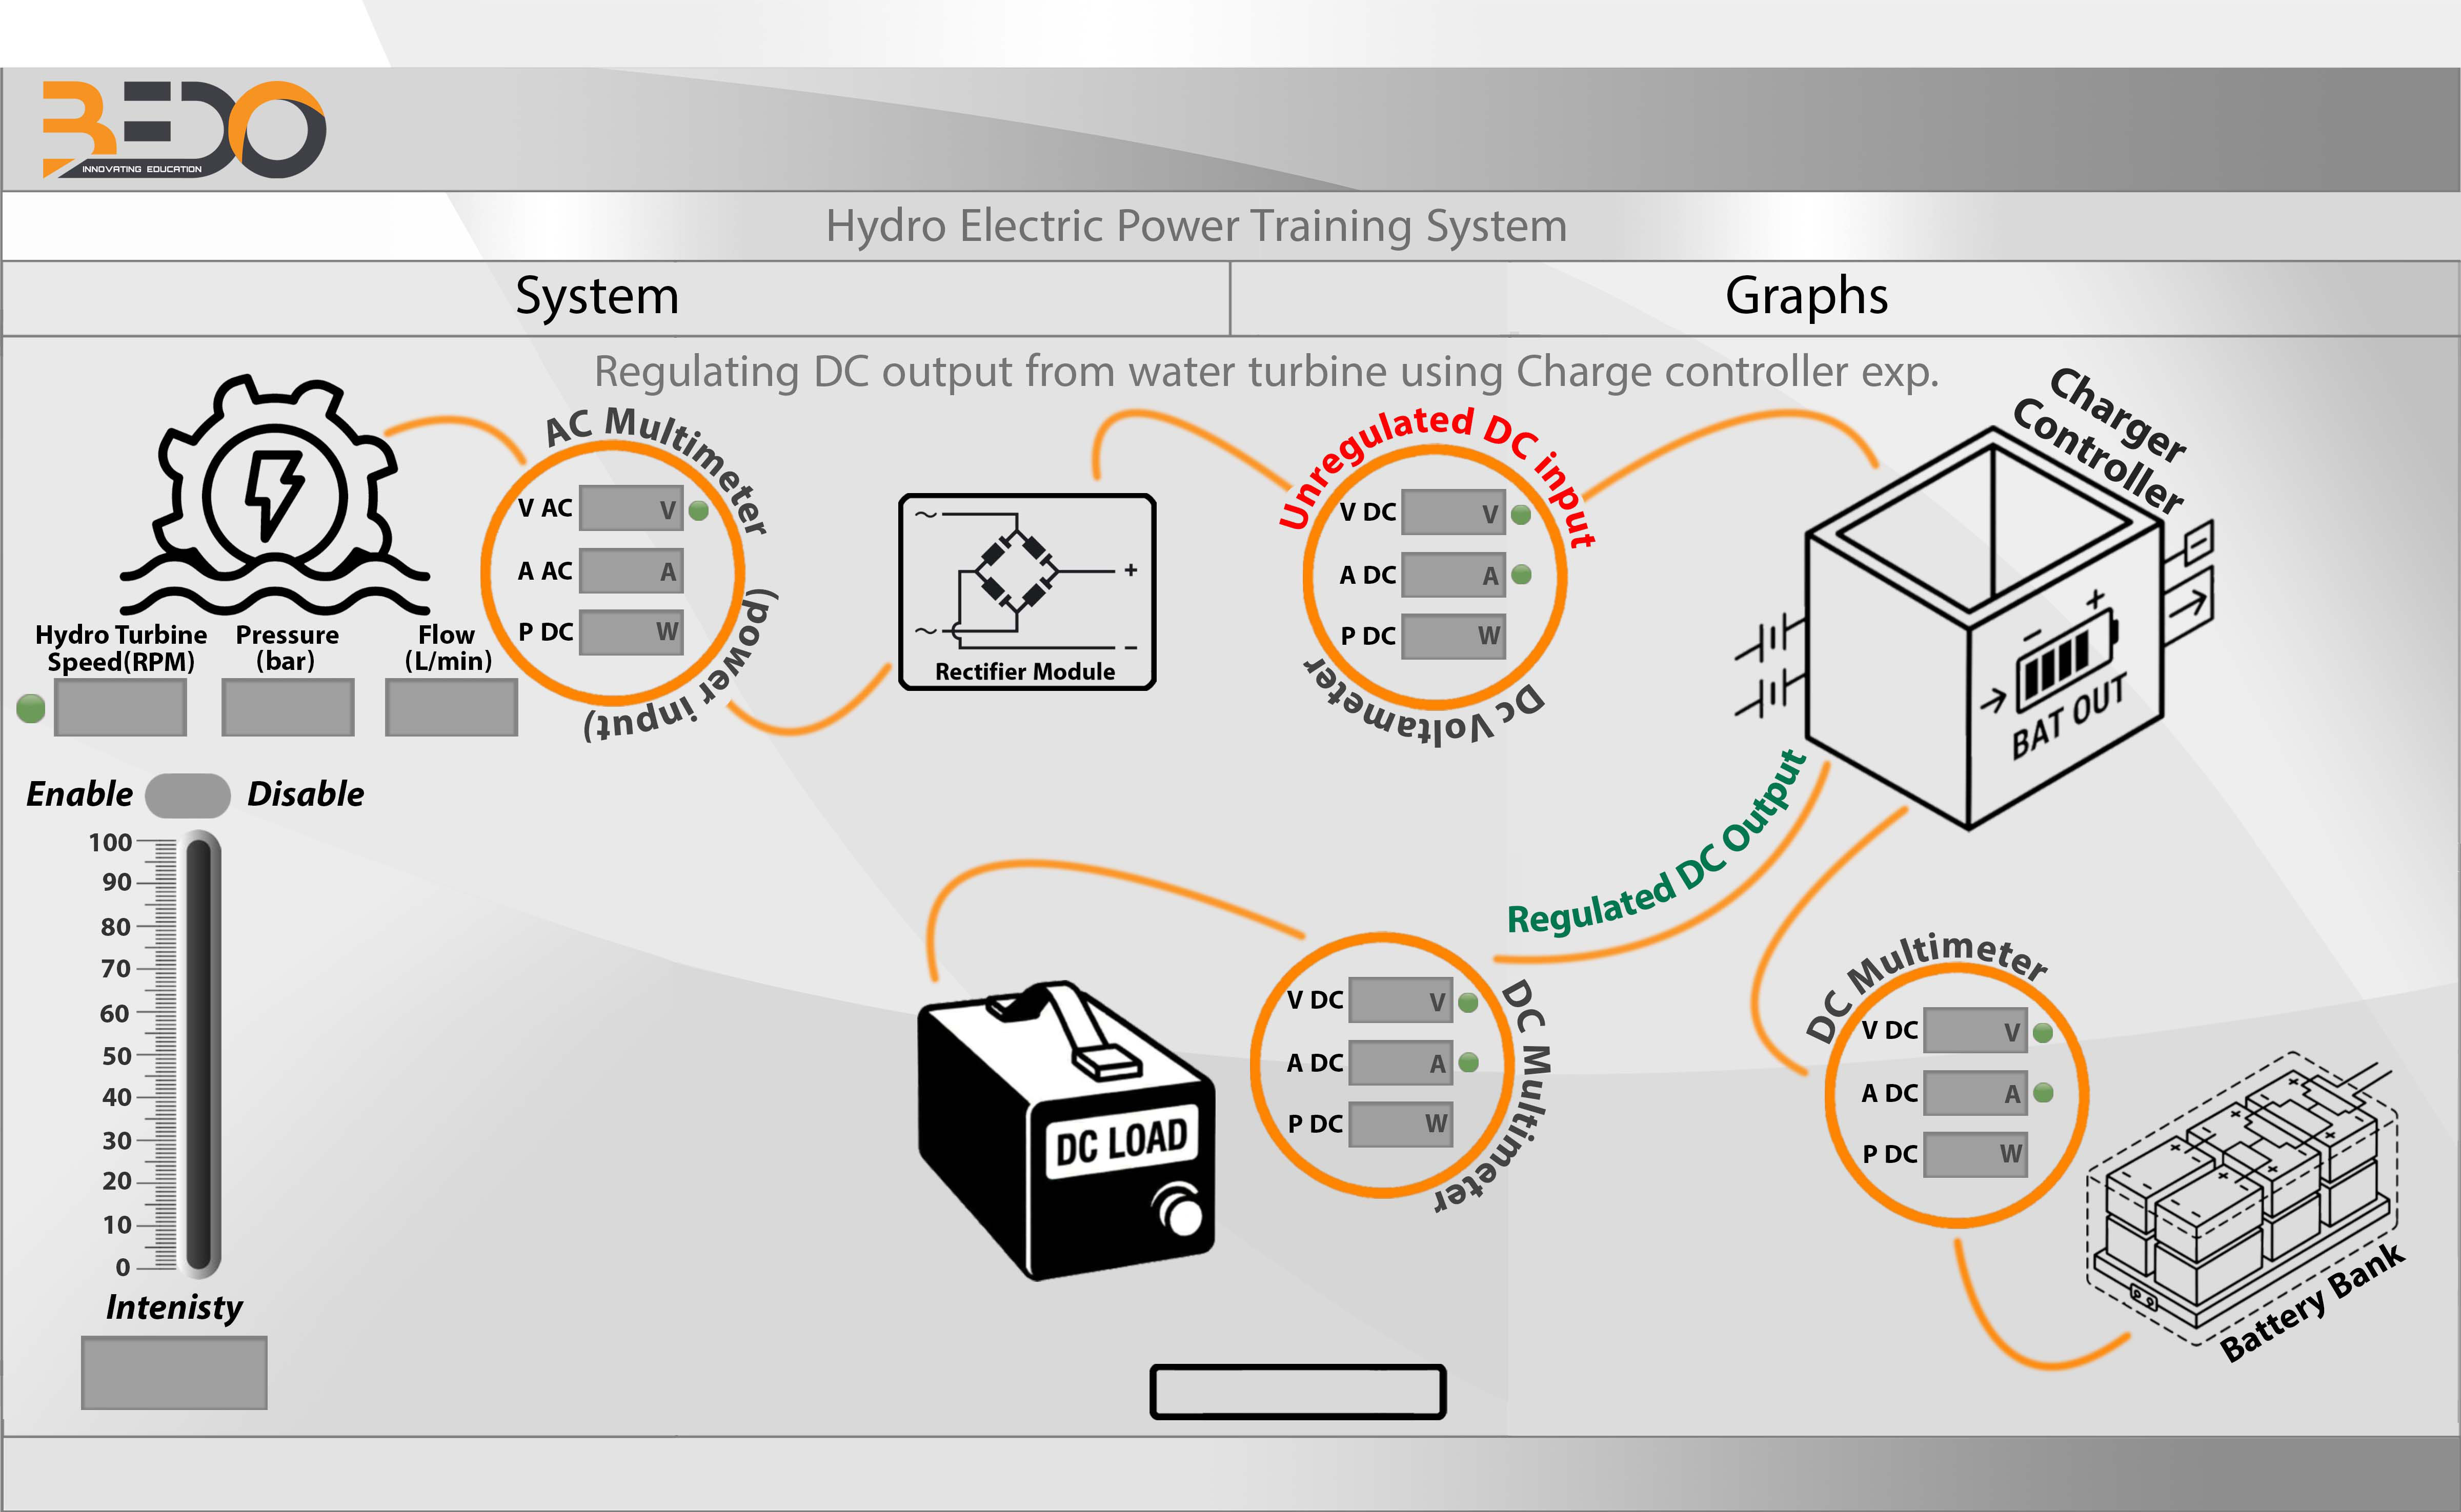 BEDO
INNOVATING EDUCATION
Hydro Electric Power Training System
System
Graphs
Regulating DC output from water turbine using Charge controller exp.
AC Multimeter
(power input)
V AC V
A AC A
P DC W
Hydro Turbine
Speed(RPM)
Pressure
(bar)
Flow
(L/min)
Rectifier Module
~
~
+
−
Unregulated DC input
Dc Voltameter
V DC V
A DC A
P DC W
Charger
Controller
BAT OUT
Enable
Disable
100
90
80
70
60
50
40
30
20
10
0
Intenisty
Regulated DC Output
DC LOAD
DC Multimeter
V DC V
A DC A
P DC W
DC Multimeter
V DC V
A DC A
P DC W
Battery Bank